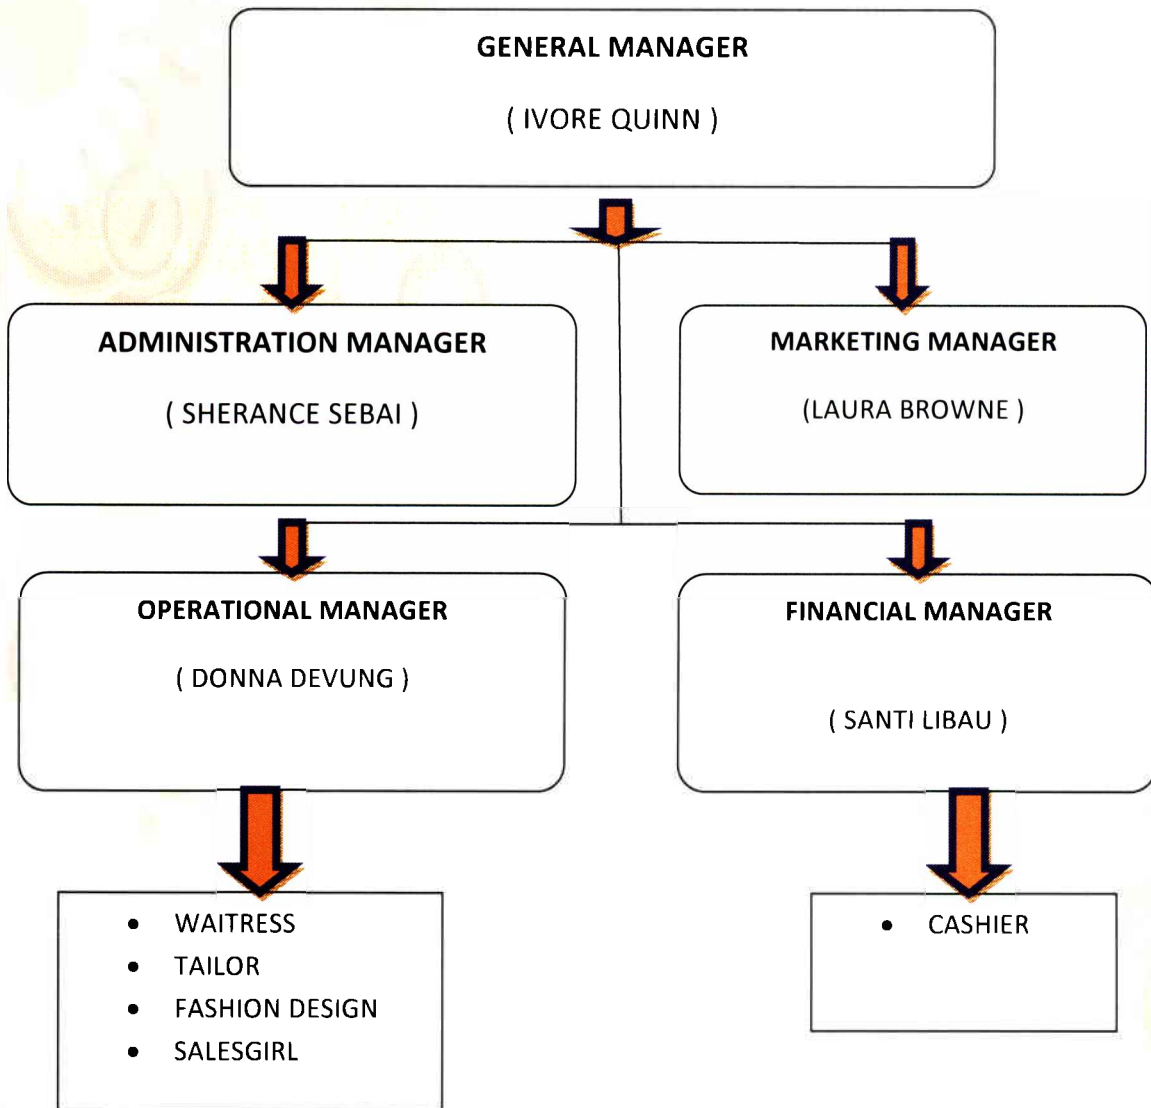 GENERAL MANAGER
( IVORE QUINN )
ADMINISTRATION MANAGER
( SHERANCE SEBAI )
MARKETING MANAGER
(LAURA BROWNE )
OPERATIONAL MANAGER
( DONNA DEVUNG )
FINANCIAL MANAGER
( SANTI LIBAU )
• WAITRESS
• TAILOR
• FASHION DESIGN
• SALESGIRL
• CASHIER